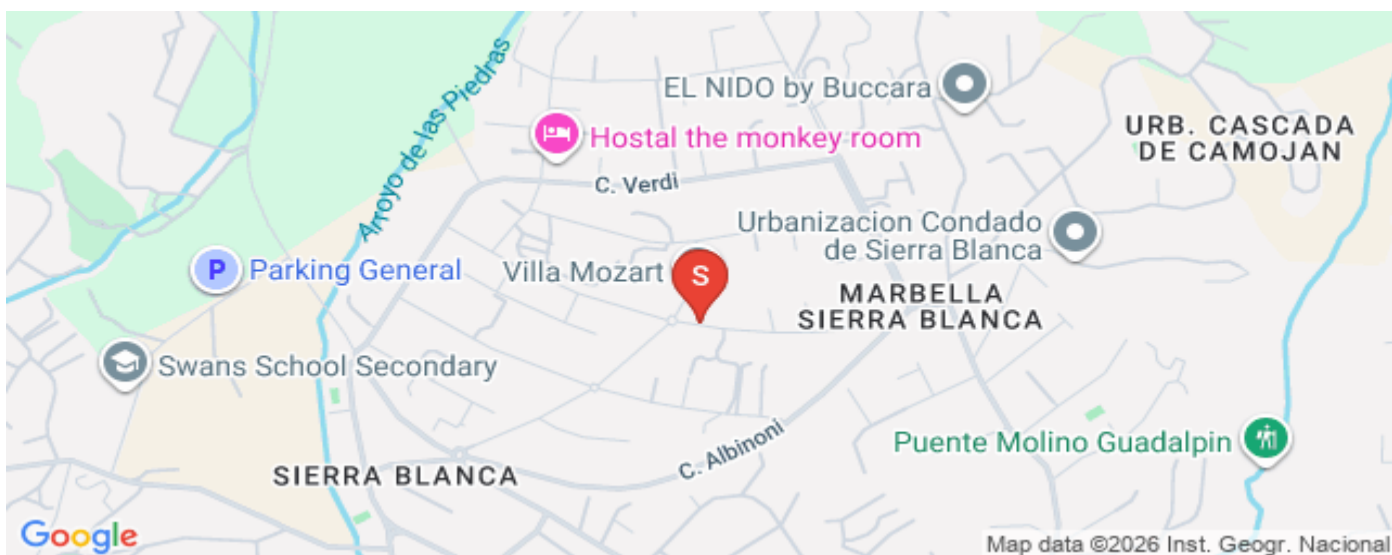 EL NIDO by Buccara
URB. CASCADA
DE CAMOJAN
Hostal the monkey room
Arroyo de las Piedras
C. Verdi
Urbanizacion Condado
de Sierra Blanca
P
Parking General
Villa Mozart
S
MARBELLA
SIERRA BLANCA
Swans School Secondary
Puente Molino Guadalpin
C. Albinoni
SIERRA BLANCA
Google
Map data ©2026 Inst. Geogr. Nacional